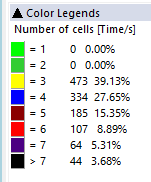 Color Legends
Number of cells [Time/s]
= 1 0 0.00%
= 2 0 0.00%
= 3 473 39.13%
= 4 334 27.65%
= 5 185 15.35%
= 6 107 8.89%
= 7 64 5.31%
> 7 44 3.68%